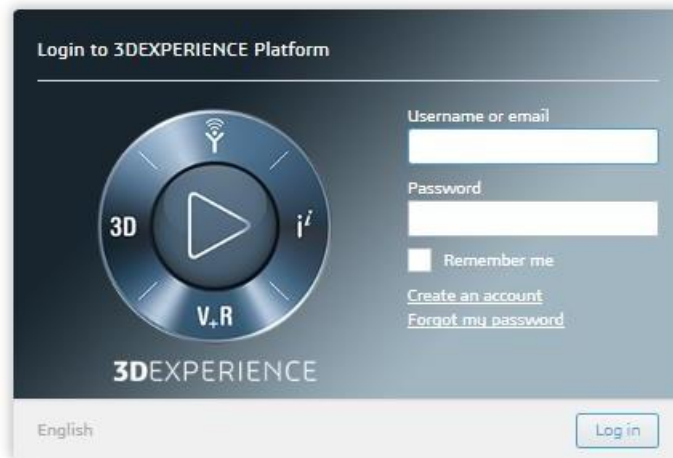 Login to 3DEXPERIENCE Platform
Username or email
Password
Remember me
Create an account
Forgot my password
3D
i^i
V+R
3DEXPERIENCE
English
Log in